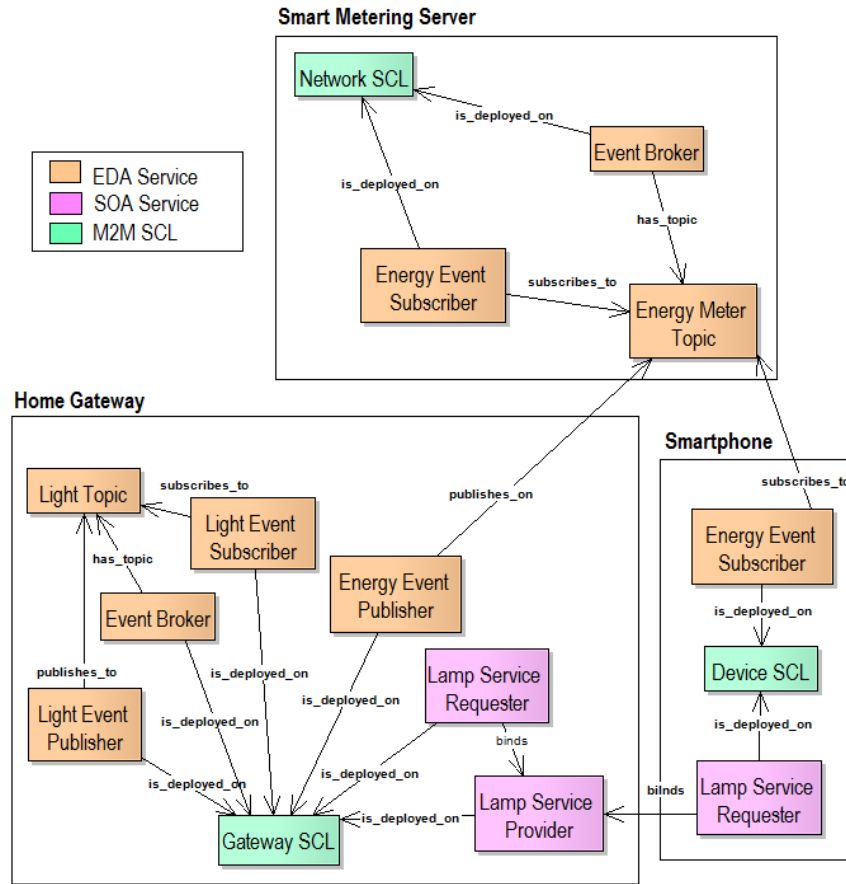 Smart Metering Server
Network SCL
is_deployed_on
Event Broker
EDA Service
SOA Service
M2M SCL
is_deployed_on
has_topic
Energy Event
Subscriber
subscribes_to
Energy Meter
Topic
Home Gateway
Smartphone
Light Topic
subscribes_to
Light Event
Subscriber
publishes_on
subscribes_to
has_topic
Energy Event
Publisher
Energy Event
Subscriber
Event Broker
is_deployed_on
publishes_to
is_deployed_on
is_deployed_on
Lamp Service
Requester
Device SCL
Light Event
Publisher
is_deployed_on
is_deployed_on
binds
is_deployed_on
is_deployed_on
Lamp Service
Provider
bilnds
Lamp Service
Requester
is_deployed_on
Gateway SCL